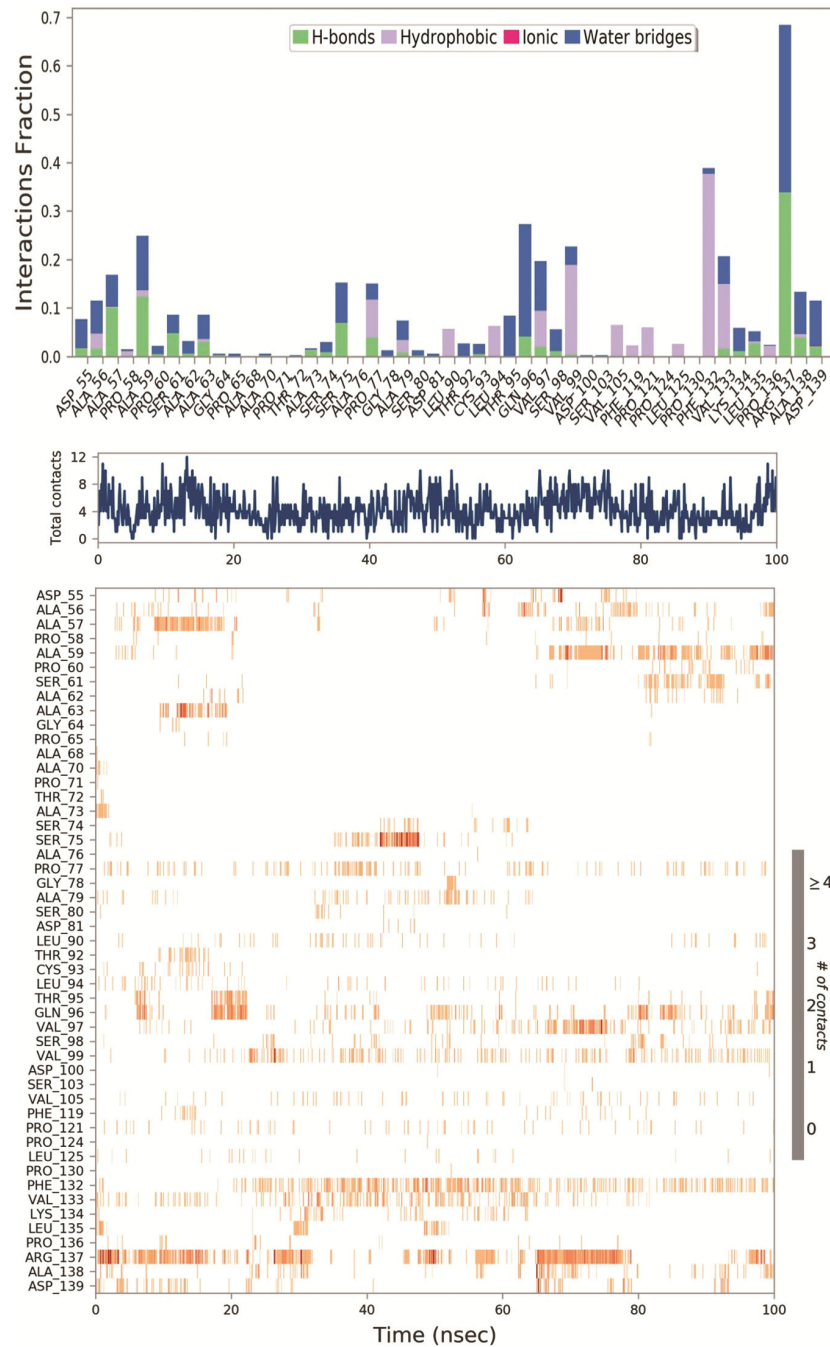 H-bonds Hydrophobic Ionic Water bridges
Interactions Fraction
0.7
0.6
0.5
0.4
0.3
0.2
0.1
0.0
ASP_55 ALA_56 ALA_57 PRO_58 ALA_59 PRO_60 SER_61 ALA_62 ALA_63 GLY_64 PRO_65 ALA_68 ALA_70 PRO_71 THR_72 ALA_73 SER_74 SER_75 ALA_76 PRO_77 GLY_78 ALA_79 SER_80 ASP_81 LEU_90 THR_92 CYS_93 LEU_94 THR_95 GLN_96 VAL_97 SER_98 VAL_99 ASP_100 SER_103 VAL_105 PHE_119 PRO_121 PRO_124 LEU_125 PRO_130 PHE_132 VAL_133 LYS_134 LEU_135 PRO_136 ARG_137 ALA_138 ASP_139
Total contacts
12
8
4
0
0 20 40 60 80 100
ASP_55
ALA_56
ALA_57
PRO_58
ALA_59
PRO_60
SER_61
ALA_62
ALA_63
GLY_64
PRO_65
ALA_68
ALA_70
PRO_71
THR_72
ALA_73
SER_74
SER_75
ALA_76
PRO_77
GLY_78
ALA_79
SER_80
ASP_81
LEU_90
THR_92
CYS_93
LEU_94
THR_95
GLN_96
VAL_97
SER_98
VAL_99
ASP_100
SER_103
VAL_105
PHE_119
PRO_121
PRO_124
LEU_125
PRO_130
PHE_132
VAL_133
LYS_134
LEU_135
PRO_136
ARG_137
ALA_138
ASP_139
0 20 40 60 80 100
Time (nsec)
≥4
3
2
1
0
# of contacts